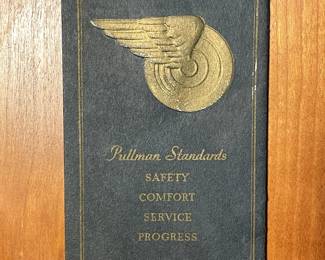 Pullman Standards
SAFETY
COMFORT
SERVICE
PROGRESS